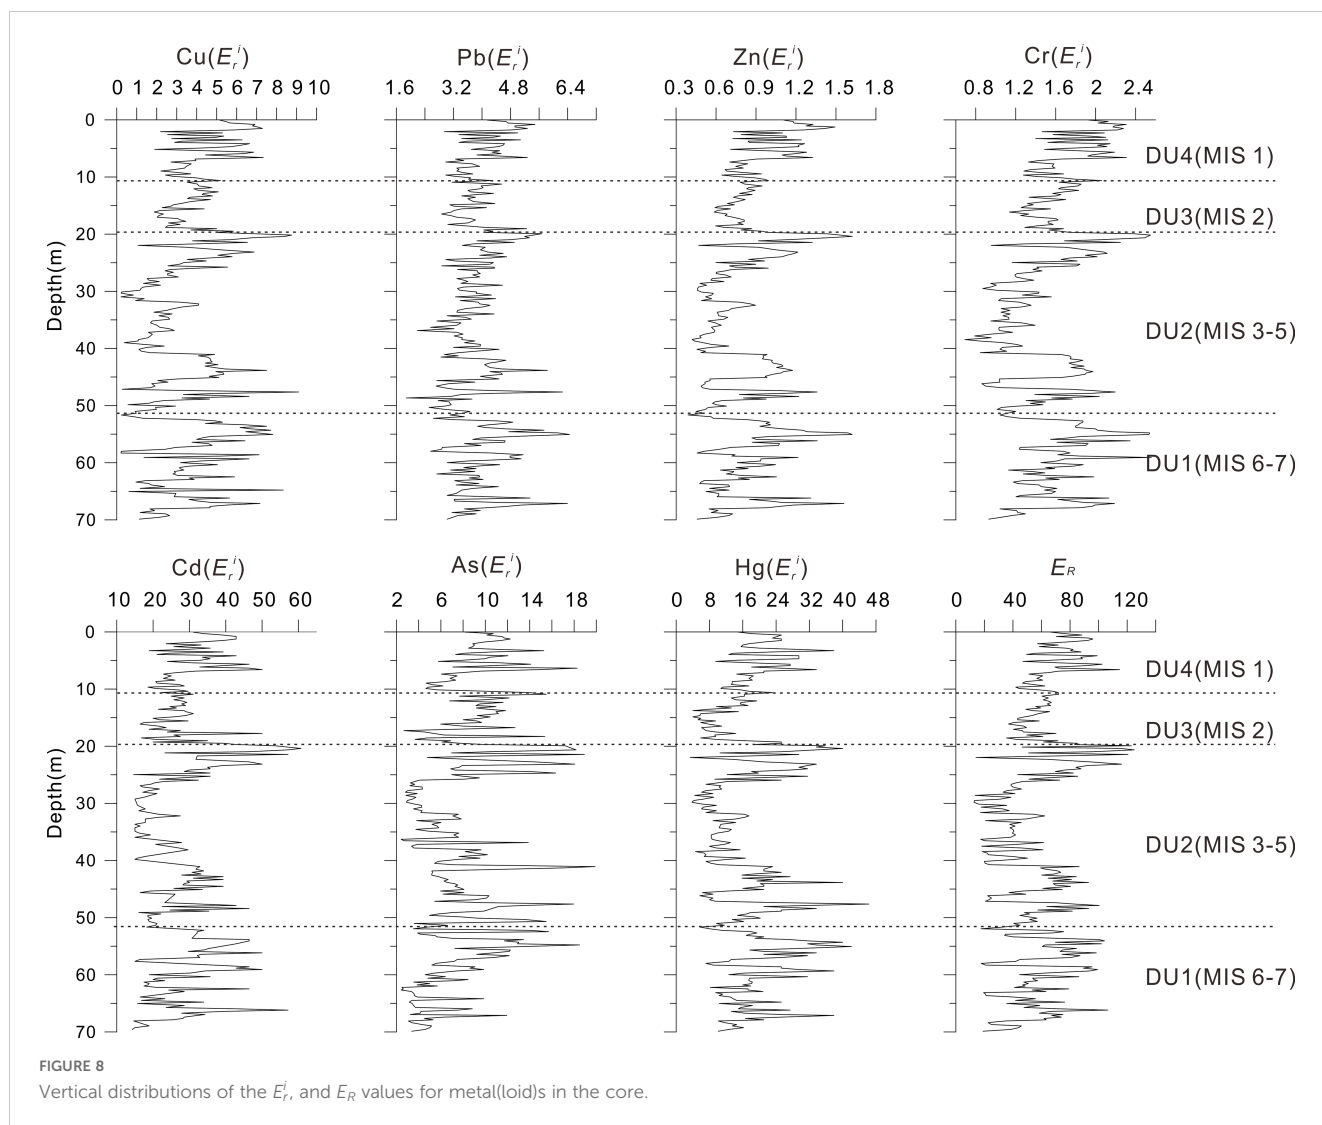 Cu(E_r^i) Pb(E_r^i) Zn(E_r^i) Cr(E_r^i)
0 1 2 3 4 5 6 7 8 9 10 1.6 3.2 4.8 6.4 0.3 0.6 0.9 1.2 1.5 1.8 0.8 1.2 1.6 2 2.4
0
DU4(MIS 1)
10
DU3(MIS 2)
20
Depth(m)
30
DU2(MIS 3-5)
40
50
60 DU1(MIS 6-7)
70
Cd(E_r^i) As(E_r^i) Hg(E_r^i) E_R
10 20 30 40 50 60 2 6 10 14 18 0 8 16 24 32 40 48 0 40 80 120
0
DU4(MIS 1)
10
DU3(MIS 2)
20
Depth(m)
30
DU2(MIS 3-5)
40
50
60 DU1(MIS 6-7)
70
FIGURE 8
Vertical distributions of the E_r^i, and E_R values for metal(loid)s in the core.